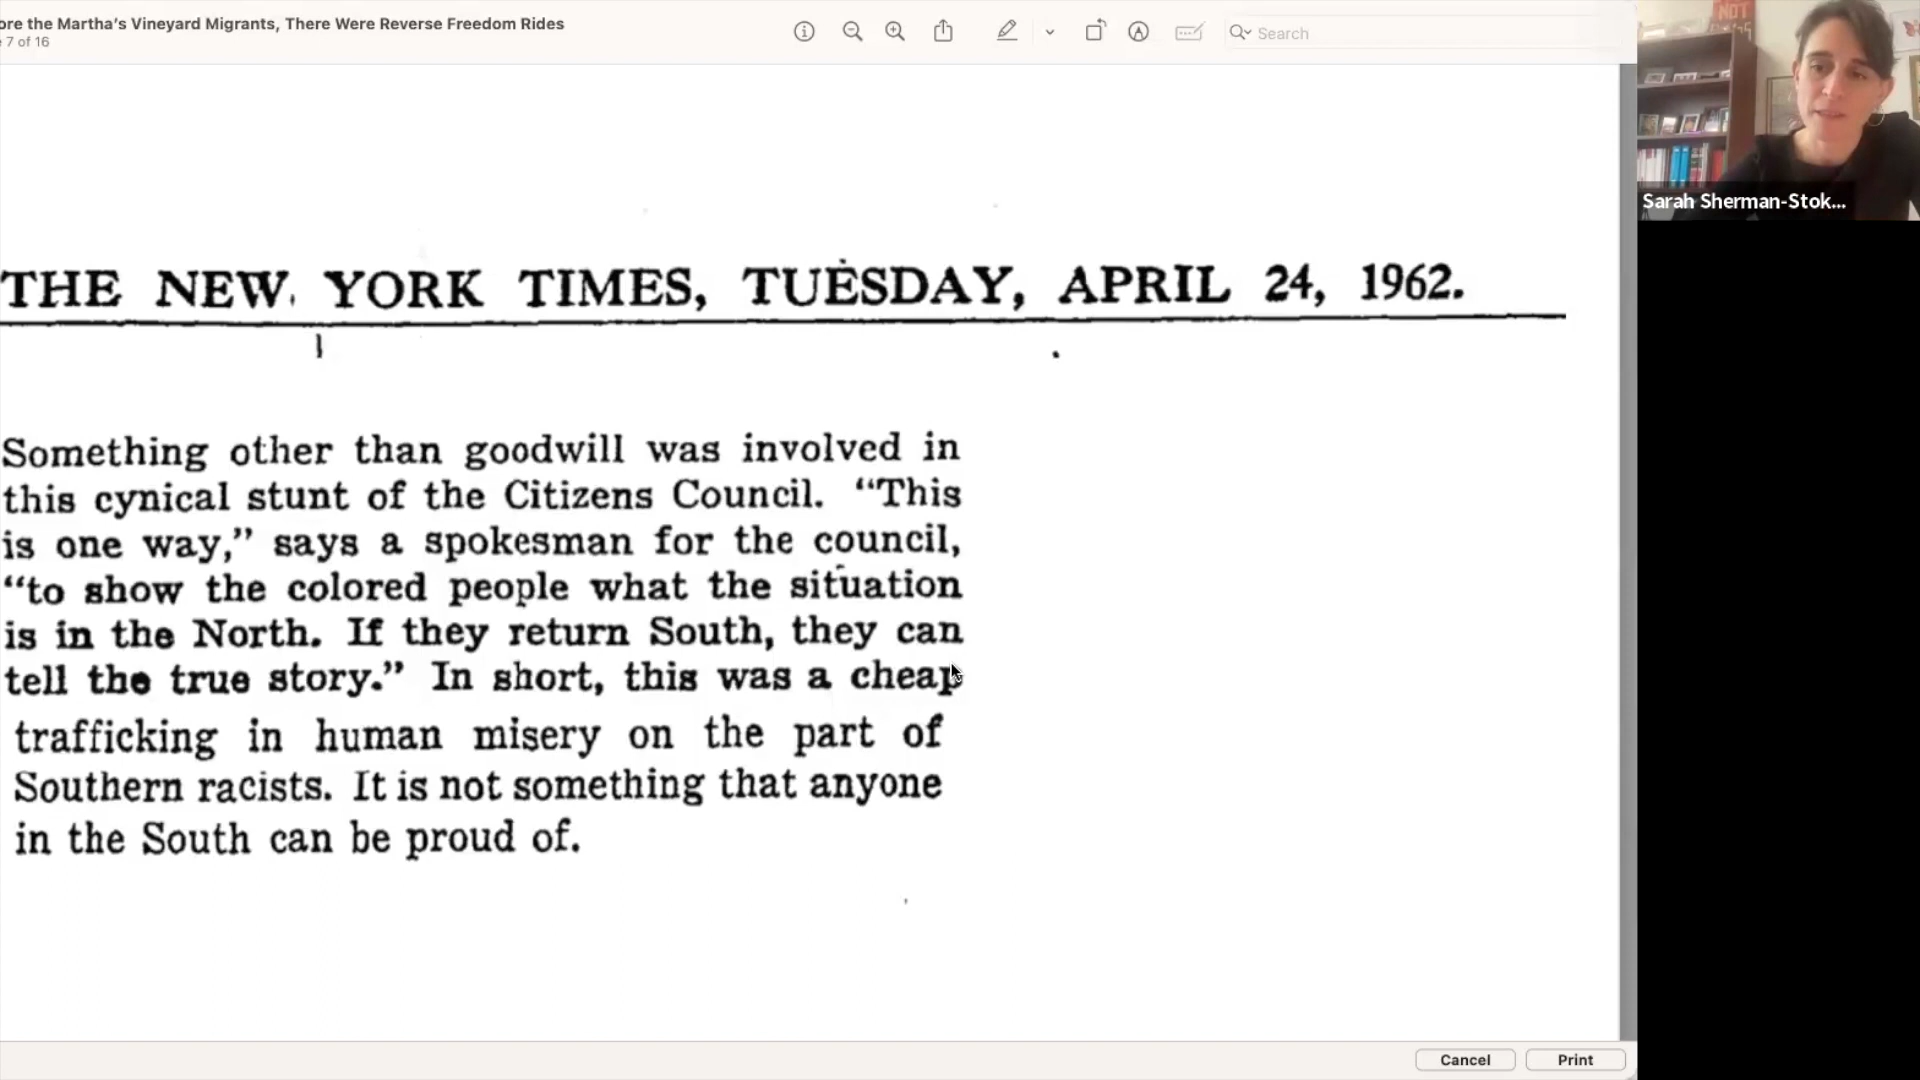 ore the Martha's Vineyard Migrants, There Were Reverse Freedom Rides
7 of 16
Search
NOT
Sarah Sherman-Stok...
THE NEW YORK TIMES, TUESDAY, APRIL 24, 1962.
Something other than goodwill was involved in
this cynical stunt of the Citizens Council. "This
is one way," says a spokesman for the council,
"to show the colored people what the situation
is in the North. If they return South, they can
tell the true story." In short, this was a cheap
trafficking in human misery on the part of
Southern racists. It is not something that anyone
in the South can be proud of.
Cancel
Print